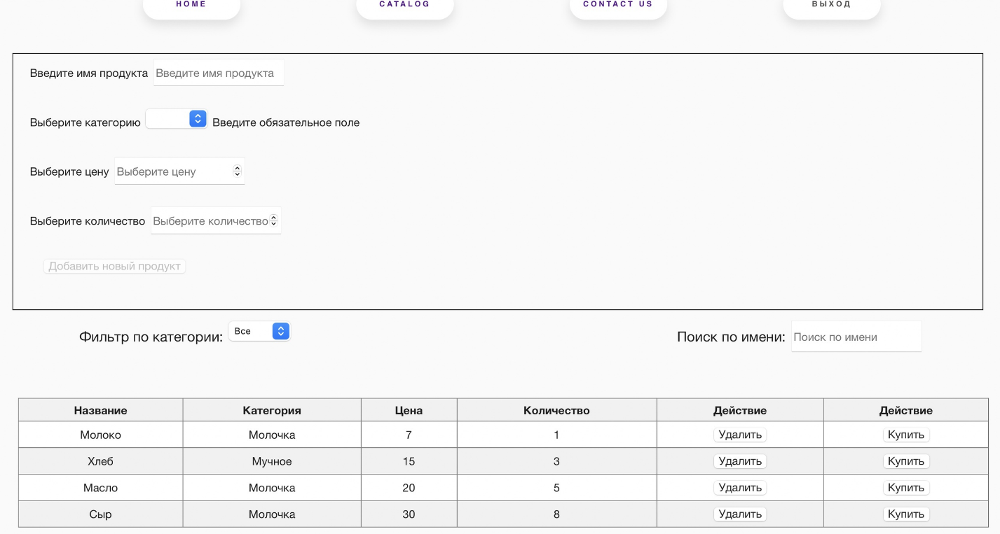 HOME CATALOG CONTACT US ВЫХОД
Введите имя продукта Введите имя продукта
Выберите категорию Введите обязательное поле
Выберите цену Выберите цену
Выберите количество Выберите количество
Добавить новый продукт
Фильтр по категории: Все Поиск по имени: Поиск по имени
Название Категория Цена Количество Действие Действие
Молоко Молочка 7 1 Удалить Купить
Хлеб Мучное 15 3 Удалить Купить
Масло Молочка 20 5 Удалить Купить
Сыр Молочка 30 8 Удалить Купить